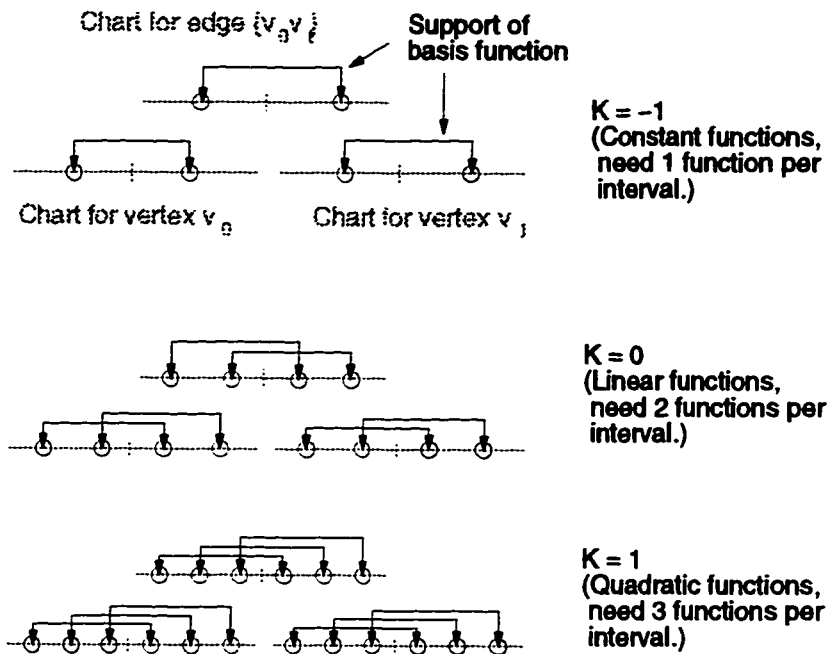 Chart for edge {v0 v1}
Support of
basis function
K = –1
(Constant functions,
need 1 function per
interval.)
Chart for vertex v0
Chart for vertex v1
K = 0
(Linear functions,
need 2 functions per
interval.)
K = 1
(Quadratic functions,
need 3 functions per
interval.)